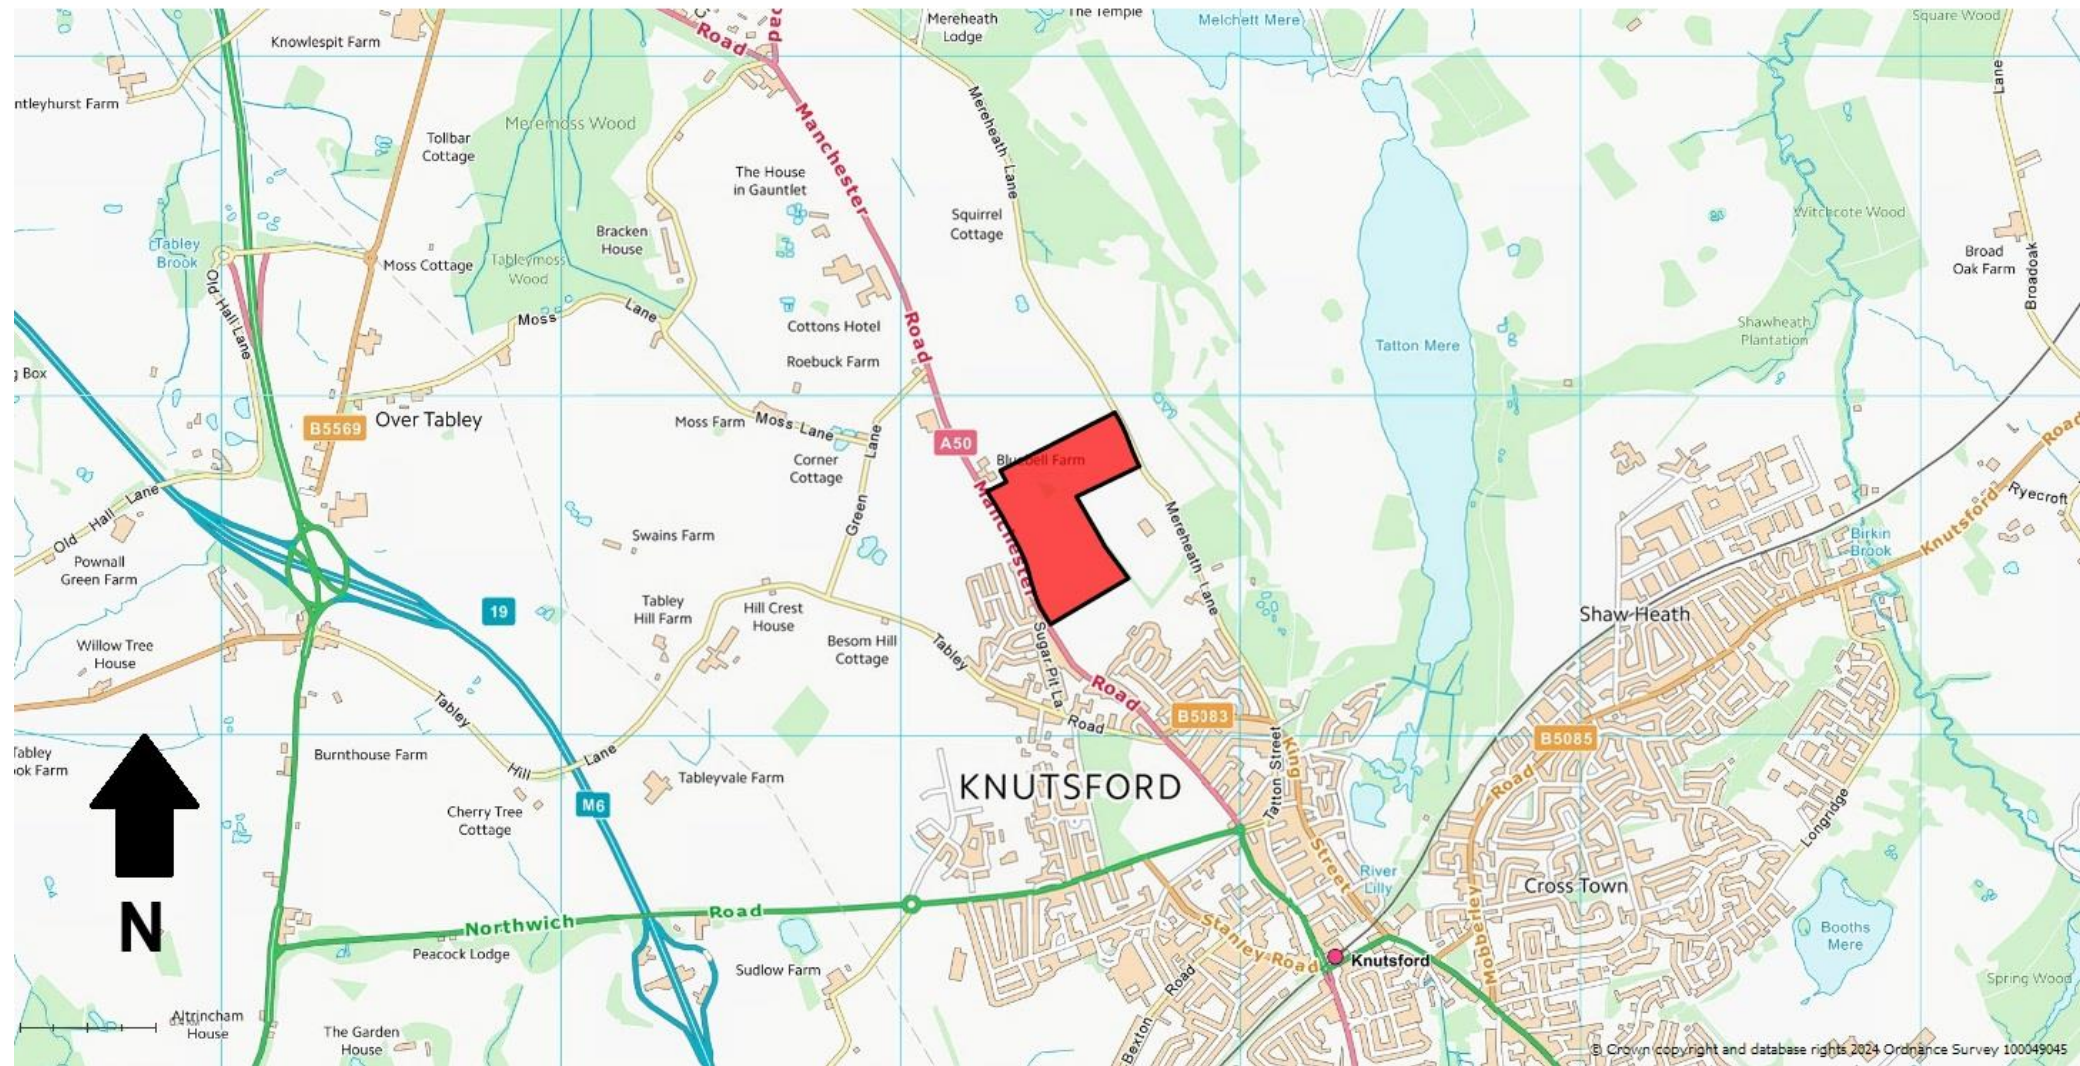 Mereheath
Lodge
The Temple
Melchett Mere
Square Wood
Knowlespit Farm
Road
ntleyhurst Farm
Meremoss Wood
Manchester
Mereheath Lane
Lane
Tollbar
Cottage
The House
in Gauntlet
Squirrel
Cottage
Witchcote Wood
Tabley
Brook
Moss Cottage
Tableymoss
Wood
Bracken
House
Broad
Oak Farm
Broadoak
Old Hall Lane
Moss Lane
Cottons Hotel
Road
Roebuck Farm
Tatton Mere
Shawheath
Plantation
g Box
B5569
Over Tabley
Moss Farm
Moss Lane
Lane
A50
Corner
Cottage
Bluebell Farm
Manchester
Road
Old Hall Lane
Green
Swains Farm
Mereheath Lane
Knutsford
Ryecroft
Pownall
Green Farm
Birkin
Brook
19
Tabley
Hill Farm
Hill Crest
House
Shaw Heath
Willow Tree
House
Besom Hill
Cottage
Tabley
Sugar Pit La
Road
Tabley
Road
B5083
B5085
Tabley
ok Farm
Burnthouse Farm
Hill Lane
Tableyvale Farm
KNUTSFORD
Tatton Street
King
Road
M6
Cherry Tree
Cottage
Longridge
Street
River
Lilly
Cross Town
N
Northwich Road
Peacock Lodge
Sudlow Farm
Stanley Road
Road
Knutsford
Mobberley
Booths
Mere
Spring Wood
Altrincham
House
The Garden
House
Bexton
© Crown copyright and database rights 2024 Ordnance Survey 100049045